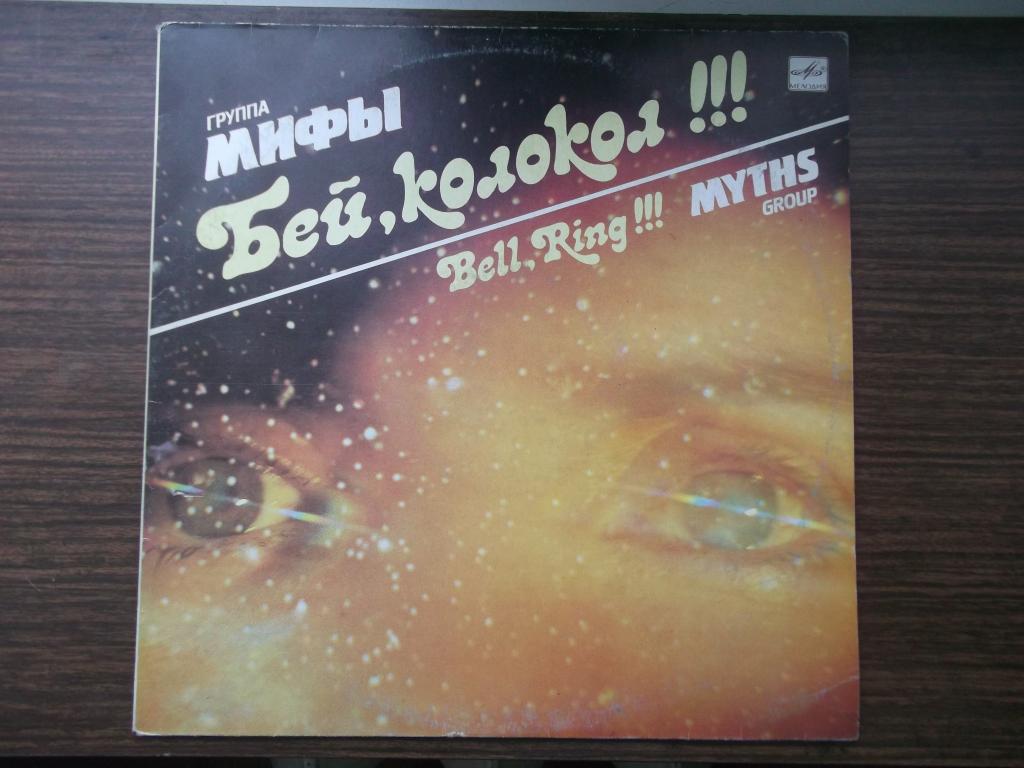 ГРУППА
МИФЫ
Бей, колокол !!!
Bell, Ring !!!
MYTHS
GROUP
МЕЛОДИЯ